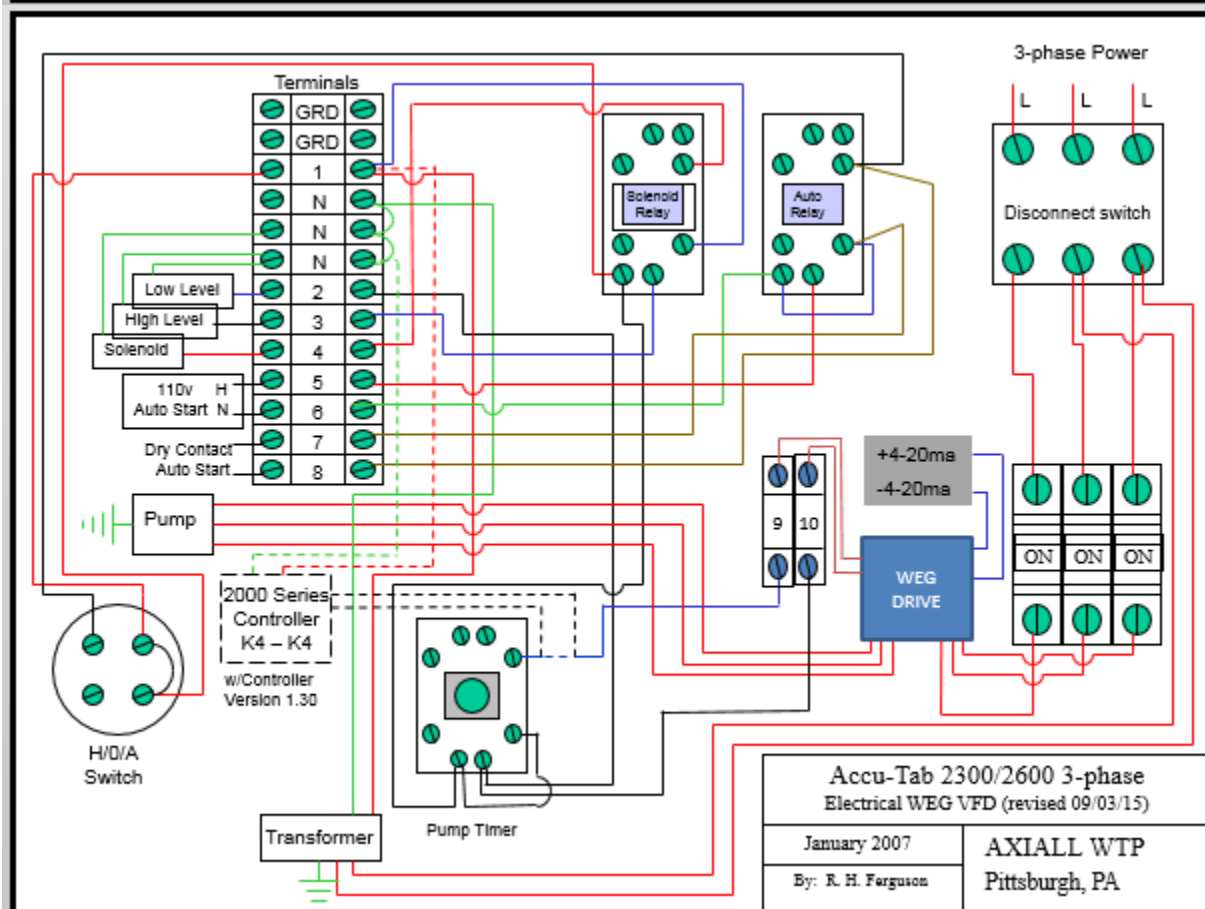 3-phase Power
L
L
L
Terminals
GRD
GRD
1
N
N
N
2
3
4
5
6
7
8
Low Level
High Level
Solenoid
110v H
Auto Start N
Dry Contact
Auto Start
Solenoid
Relay
Auto
Relay
Disconnect switch
+4-20ma
-4-20ma
9
10
Pump
WEG
DRIVE
ON
ON
ON
2000 Series
Controller
K4 – K4
w/Controller
Version 1.30
H/0/A
Switch
Pump Timer
Transformer
Accu-Tab 2300/2600 3-phase
Electrical WEG VFD (revised 09/03/15)
January 2007
By: R. H. Ferguson
AXIALL WTP
Pittsburgh, PA